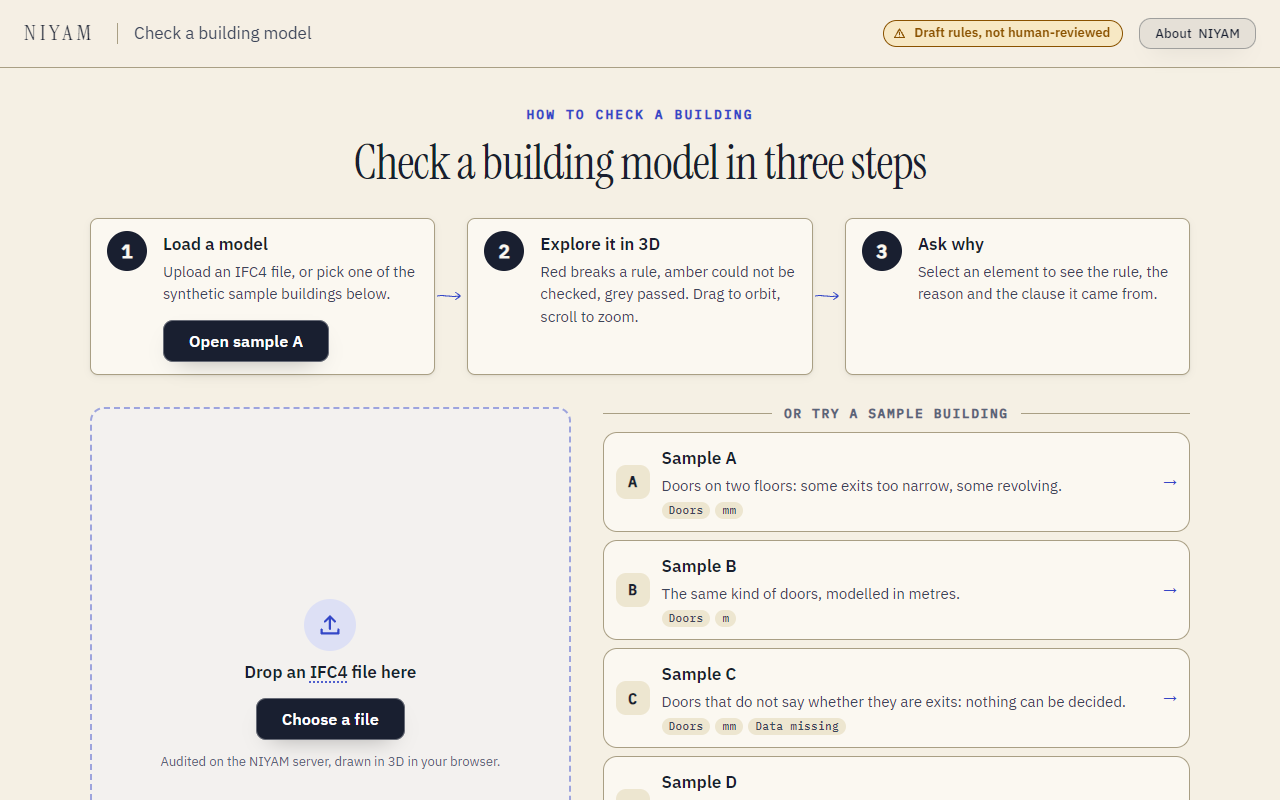 NIYAM
Check a building model
⚠ Draft rules, not human-reviewed
About NIYAM
HOW TO CHECK A BUILDING
Check a building model in three steps
1
Load a model
Upload an IFC4 file, or pick one of the
synthetic sample buildings below.
Open sample A
→
2
Explore it in 3D
Red breaks a rule, amber could not be
checked, grey passed. Drag to orbit,
scroll to zoom.
→
3
Ask why
Select an element to see the rule, the
reason and the clause it came from.
Drop an IFC4 file here
Choose a file
Audited on the NIYAM server, drawn in 3D in your browser.
OR TRY A SAMPLE BUILDING
A
Sample A
Doors on two floors: some exits too narrow, some revolving.
Doors mm
→
B
Sample B
The same kind of doors, modelled in metres.
Doors m
→
C
Sample C
Doors that do not say whether they are exits: nothing can be decided.
Doors mm Data missing
→
Sample D